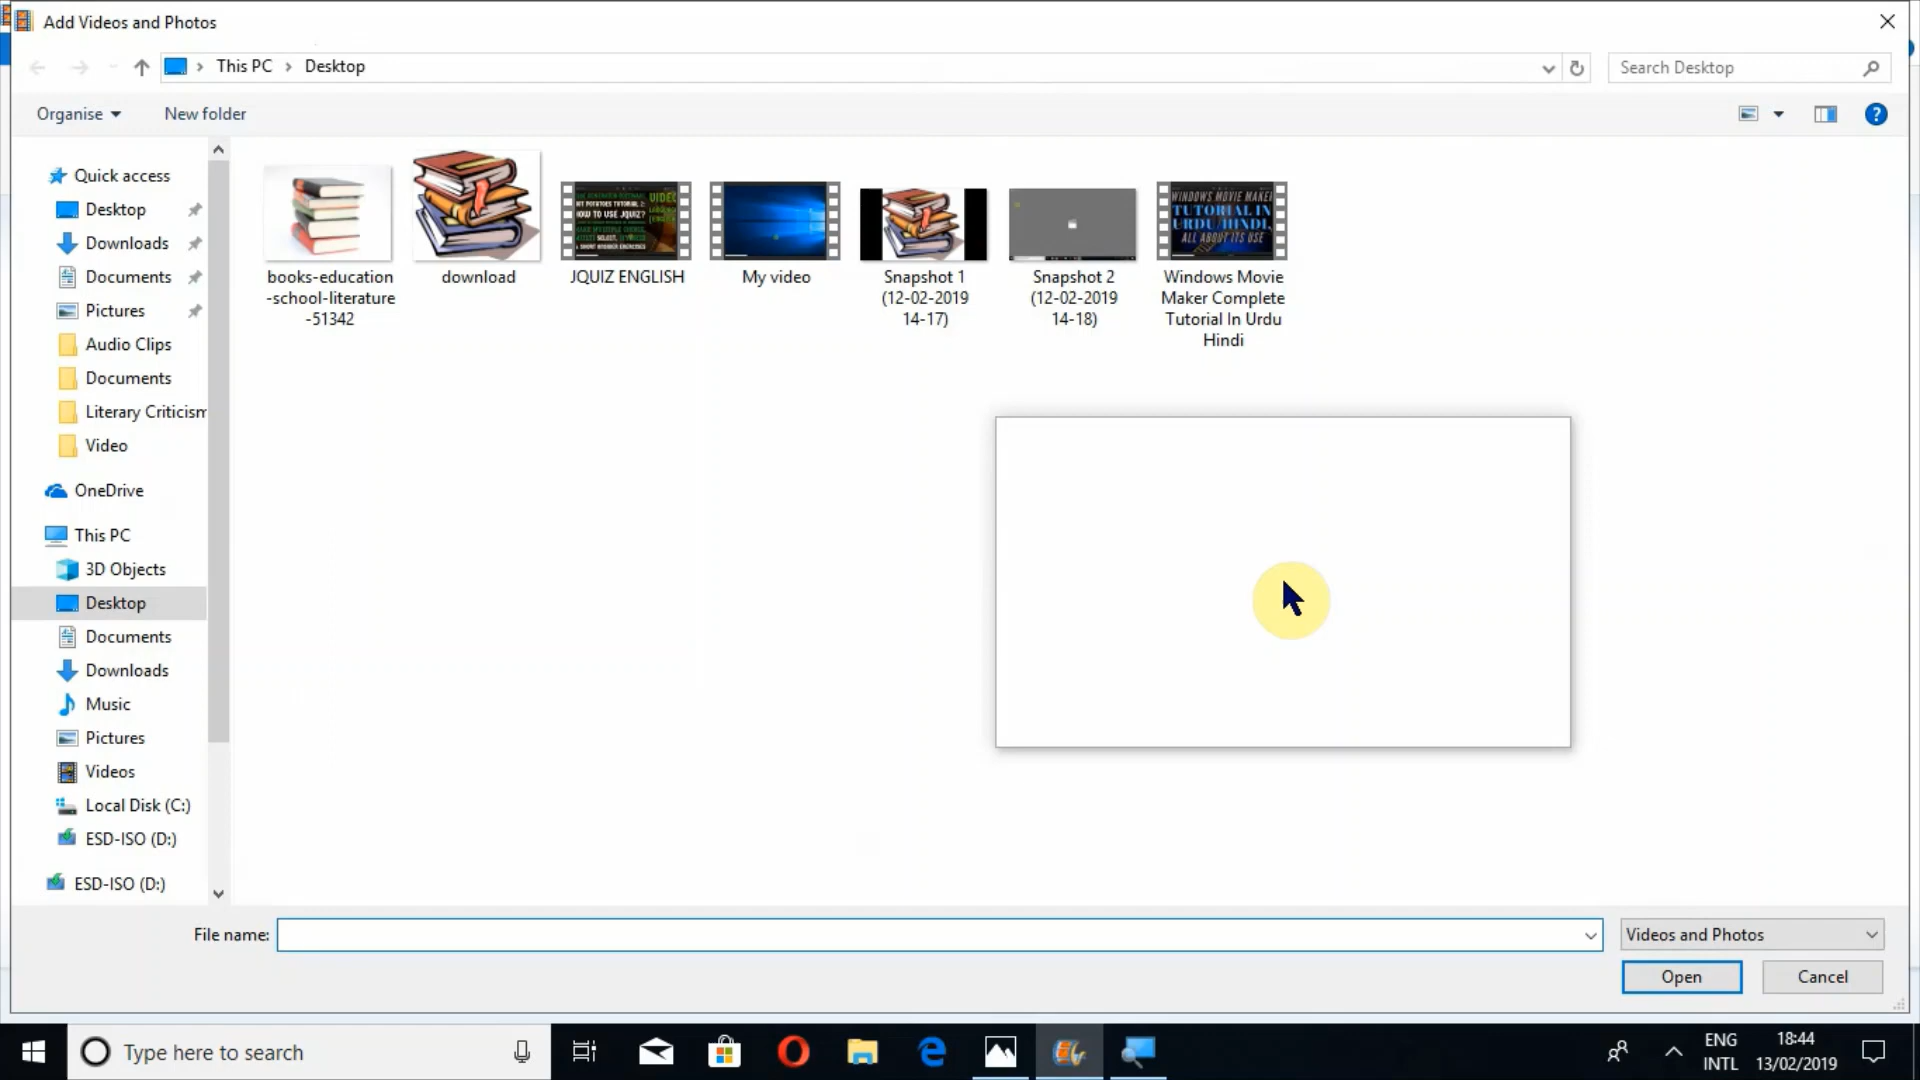 Add Videos and Photos
This PC Desktop
Search Desktop
Organise
New folder
Quick access
Desktop
Downloads
Documents
Pictures
Audio Clips
Documents
Literary Criticism
Video
OneDrive
This PC
3D Objects
Desktop
Documents
Downloads
Music
Pictures
Videos
Local Disk (C:)
ESD-ISO (D:)
ESD-ISO (D:)
books-education
-school-literature
-51342
download
HOW TO USE JQUIZ?
JQUIZ ENGLISH
My video
Snapshot 1
(12-02-2019
14-17)
Snapshot 2
(12-02-2019
14-18)
WINDOWS MOVIE MAKER
TUTORIAL IN
URDU/HINDI,
ALL ABOUT ITS USE
Windows Movie
Maker Complete
Tutorial In Urdu
Hindi
File name:
Videos and Photos
Open
Cancel
Type here to search
ENG
INTL
18:44
13/02/2019